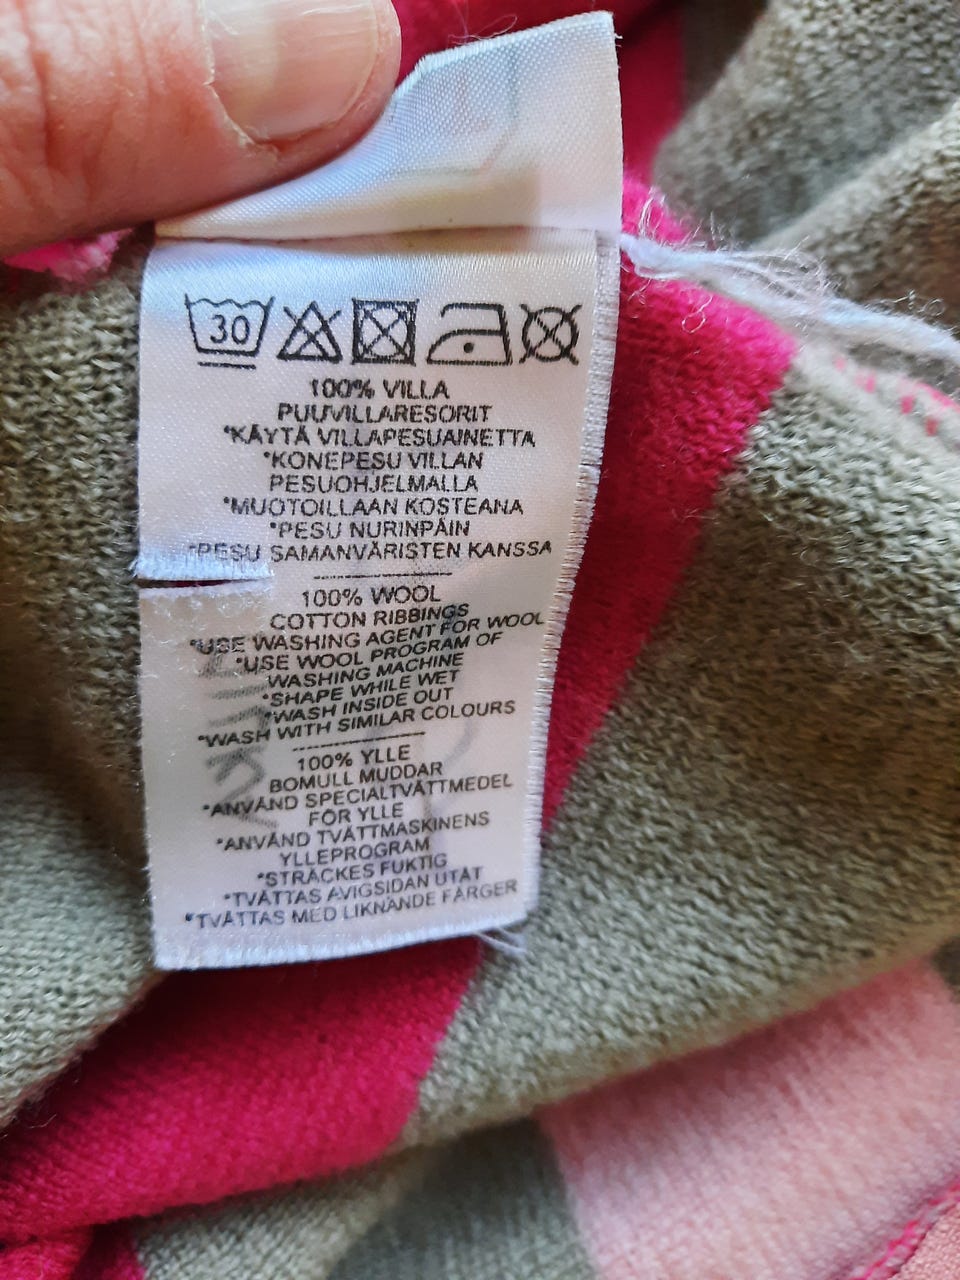 30
100% VILLA
PUUVILLARESORIT
*KÄYTÄ VILLAPESUAINETTA
*KONEPESU VILLAN
PESUOHJELMALLA
*MUOTOILLAAN KOSTEANA
*PESU NURINPÄIN
*PESU SAMANVÄRISTEN KANSSA
100% WOOL
COTTON RIBBINGS
*USE WASHING AGENT FOR WOOL
*USE WOOL PROGRAM OF
WASHING MACHINE
*SHAPE WHILE WET
*WASH INSIDE OUT
*WASH WITH SIMILAR COLOURS
100% YLLE
BOMULL MUDDAR
*ANVÄND SPECIALTVÄTTMEDEL
FÖR YLLE
*ANVÄND TVÄTTMASKINENS
YLLEPROGRAM
*STRÄCKES FUKTIG
*TVÄTTAS AVIGSIDAN UTÅT
*TVÄTTAS MED LIKNANDE FÄRGER